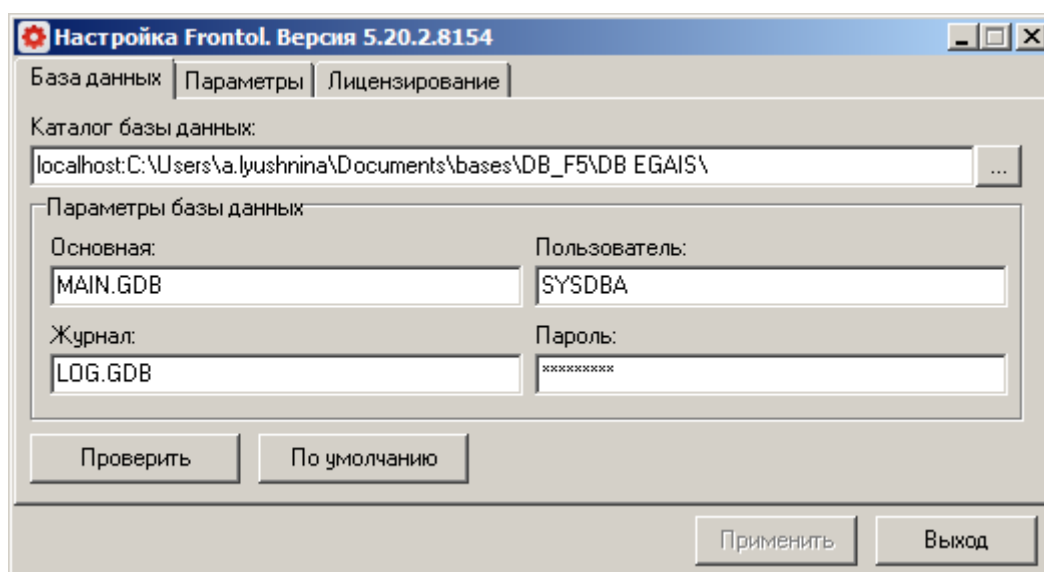 Настройка Frontol. Версия 5.20.2.8154
База данных Параметры Лицензирование
Каталог базы данных:
localhost:C:\Users\a.lyushnina\Documents\bases\DB_F5\DB EGAIS\
...
Параметры базы данных
Основная: Пользователь:
MAIN.GDB SYSDBA
Журнал: Пароль:
LOG.GDB *********
Проверить По умолчанию
Применить Выход